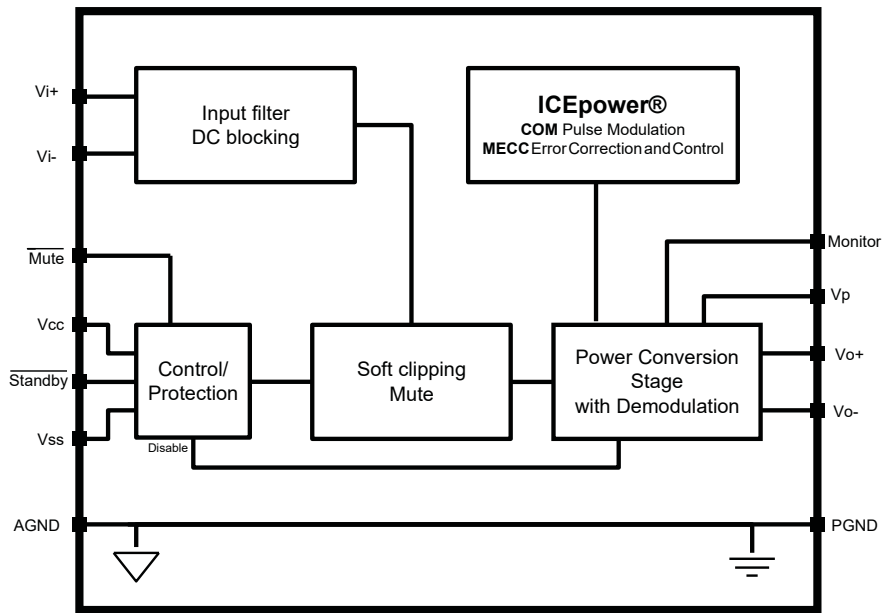 Vi+
Vi-
Input filter
DC blocking
ICEpower®
COM Pulse Modulation
MECC Error Correction and Control
Mute
Vcc
Standby
Vss
Control/
Protection
Disable
Soft clipping
Mute
Power Conversion
Stage
with Demodulation
Monitor
Vp
Vo+
Vo-
AGND
PGND